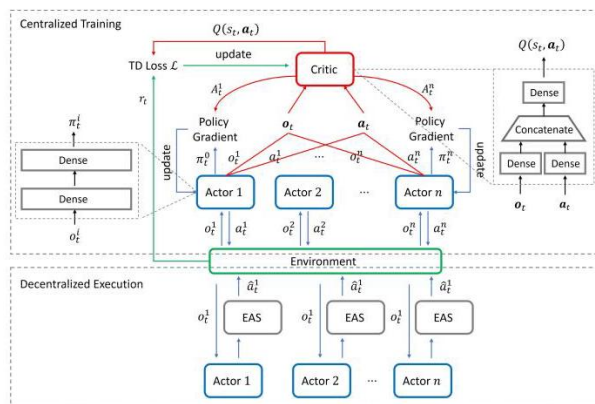 Centralized Training
Q(s_t, 𝒂_t)
TD Loss ℒ
update
Critic
Q(s_t, 𝒂_t)
Dense
Concatenate
Dense Dense
𝒐_t 𝒂_t
r_t
A_t^1
A_t^n
𝒐_t 𝒂_t
Policy
Gradient
Policy
Gradient
π_t^i
Dense
Dense
o_t^i
update
π_t^0 o_t^1 a_t^1 ⋯ o_t^n a_t^n π_t^n
update
Actor 1 Actor 2 ⋯ Actor n
o_t^1 a_t^1 o_t^2 a_t^2 o_t^n a_t^n
Environment
Decentralized Execution
â_t^1 â_t^1 â_t^1
o_t^1 EAS o_t^1 EAS o_t^1 EAS
Actor 1 Actor 2 ⋯ Actor n